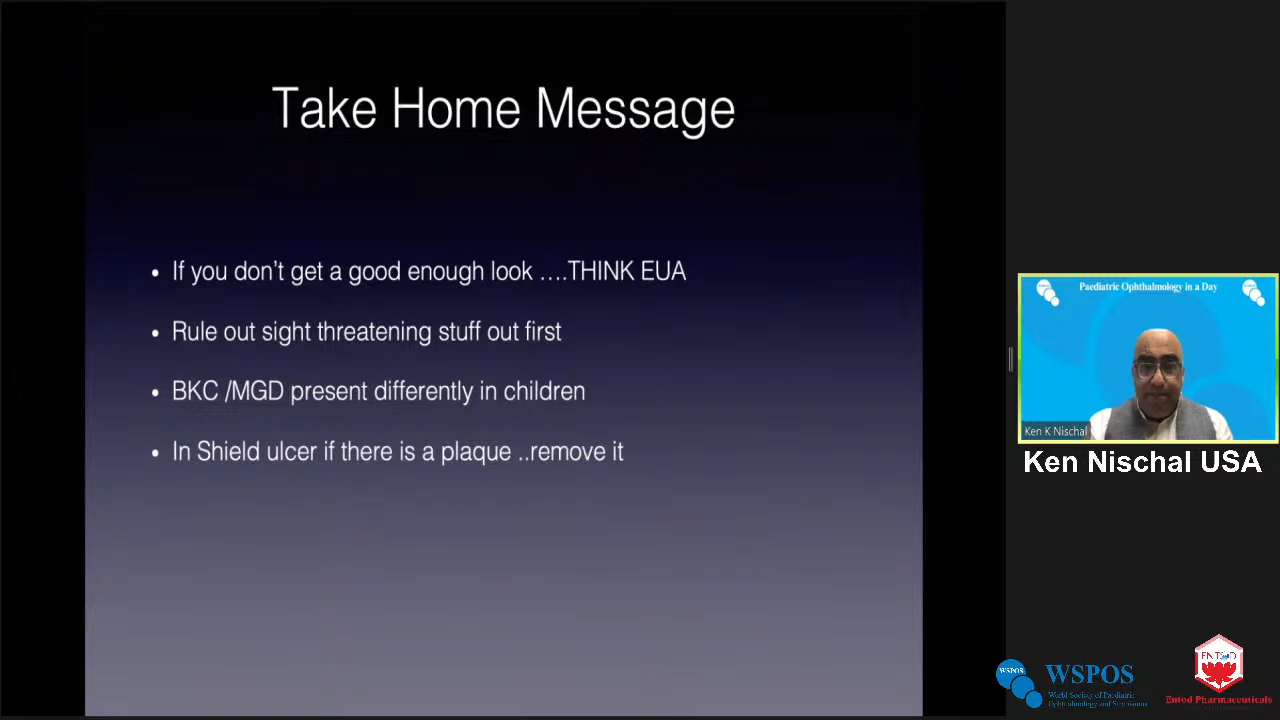 Take Home Message
• If you don't get a good enough look ….THINK EUA
• Rule out sight threatening stuff out first
• BKC /MGD present differently in children
• In Shield ulcer if there is a plaque ..remove it
Paediatric Ophthalmology in a Day
Ken K Nischal
Ken Nischal USA
WSPOS
WSPOS
World Society of Paediatric
Ophthalmology and Strabismus
ENTOD
Entod Pharmaceuticals